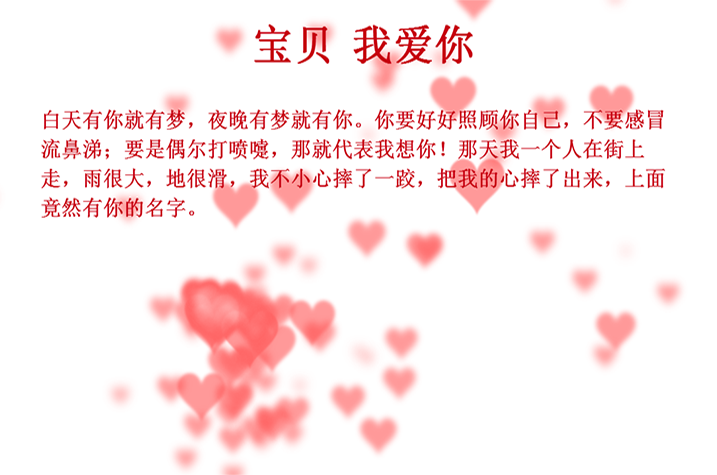 宝贝 我爱你
白天有你就有梦，夜晚有梦就有你。你要好好照顾你自己，不要感冒
流鼻涕；要是偶尔打喷嚏，那就代表我想你！那天我一个人在街上
走，雨很大，地很滑，我不小心摔了一跤，把我的心摔了出来，上面
竟然有你的名字。